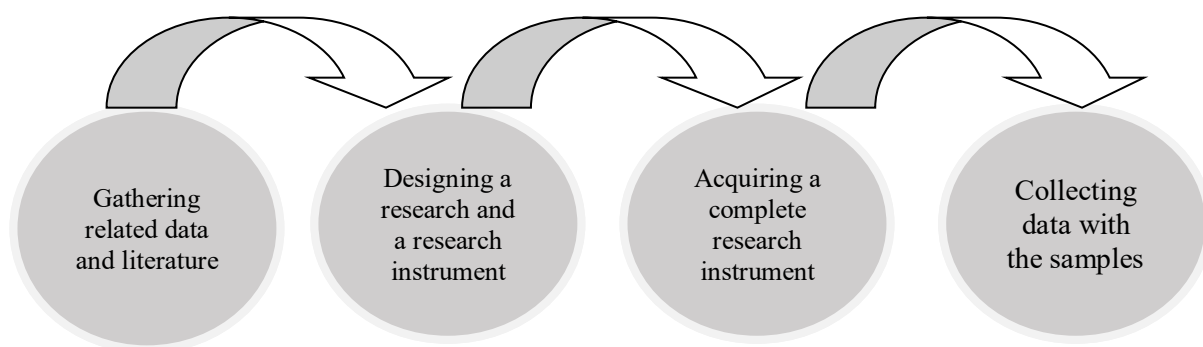 Gathering
related data
and literature
Designing a
research and
a research
instrument
Acquiring a
complete
research
instrument
Collecting
data with
the samples